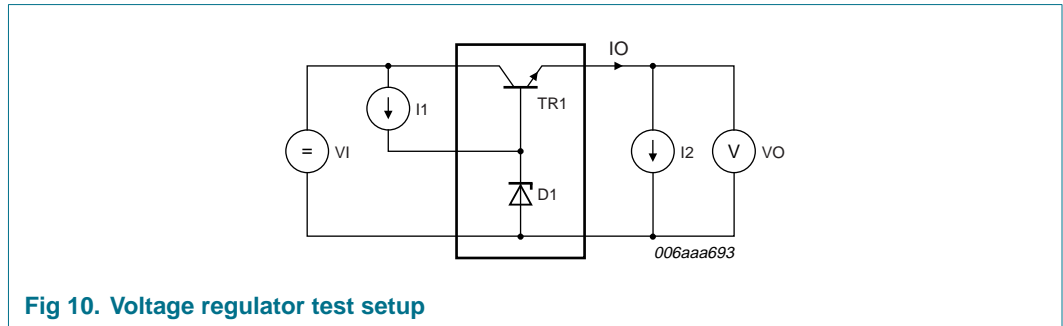 IO
I1
TR1
=
VI
I2
V
VO
D1
006aaa693
Fig 10. Voltage regulator test setup